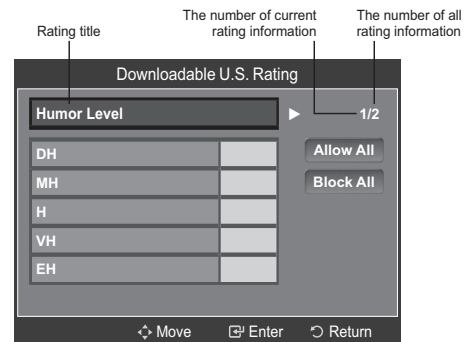 Rating title
The number of current
rating information
The number of all
rating information
Downloadable U.S. Rating
Humor Level
1/2
DH
Allow All
MH
Block All
H
VH
EH
Move Enter Return